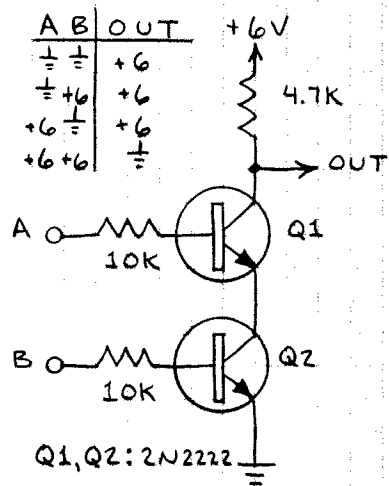 A B OUT
⏚ ⏚ +6
⏚ +6 +6
+6 ⏚ +6
+6 +6 ⏚
+6V
4.7K
OUT
A
10K
Q1
B
10K
Q2
Q1, Q2: 2N2222